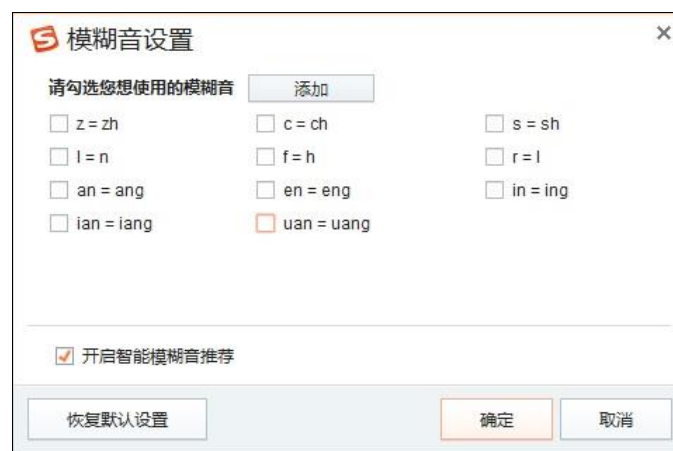 模糊音设置
请勾选您想使用的模糊音 添加
z = zh c = ch s = sh
l = n f = h r = l
an = ang en = eng in = ing
ian = iang uan = uang
开启智能模糊音推荐
恢复默认设置 确定 取消